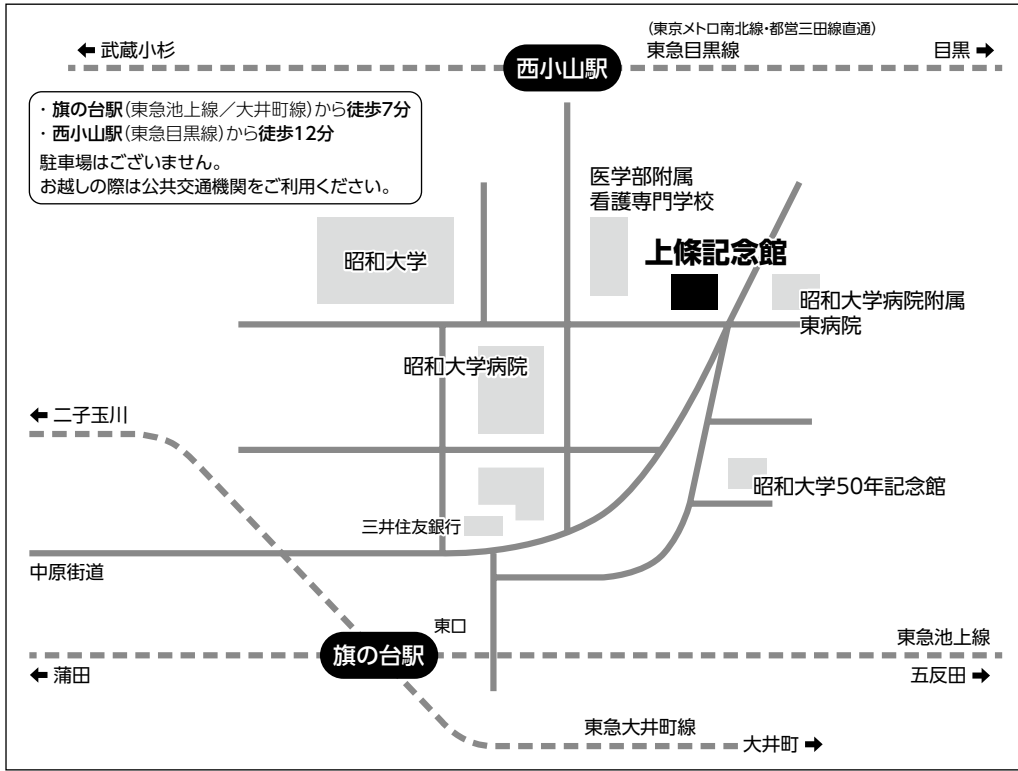 (東京メトロ南北線・都営三田線直通)
← 武蔵小杉
西小山駅
東急目黒線
目黒 →
・旗の台駅(東急池上線／大井町線)から徒歩7分
・西小山駅(東急目黒線)から徒歩12分
駐車場はございません。
お越しの際は公共交通機関をご利用ください。
医学部附属
看護専門学校
昭和大学
上條記念館
昭和大学病院附属
東病院
昭和大学病院
← 二子玉川
昭和大学50年記念館
三井住友銀行
中原街道
東口
旗の台駅
東急池上線
← 蒲田
五反田 →
東急大井町線
大井町 →